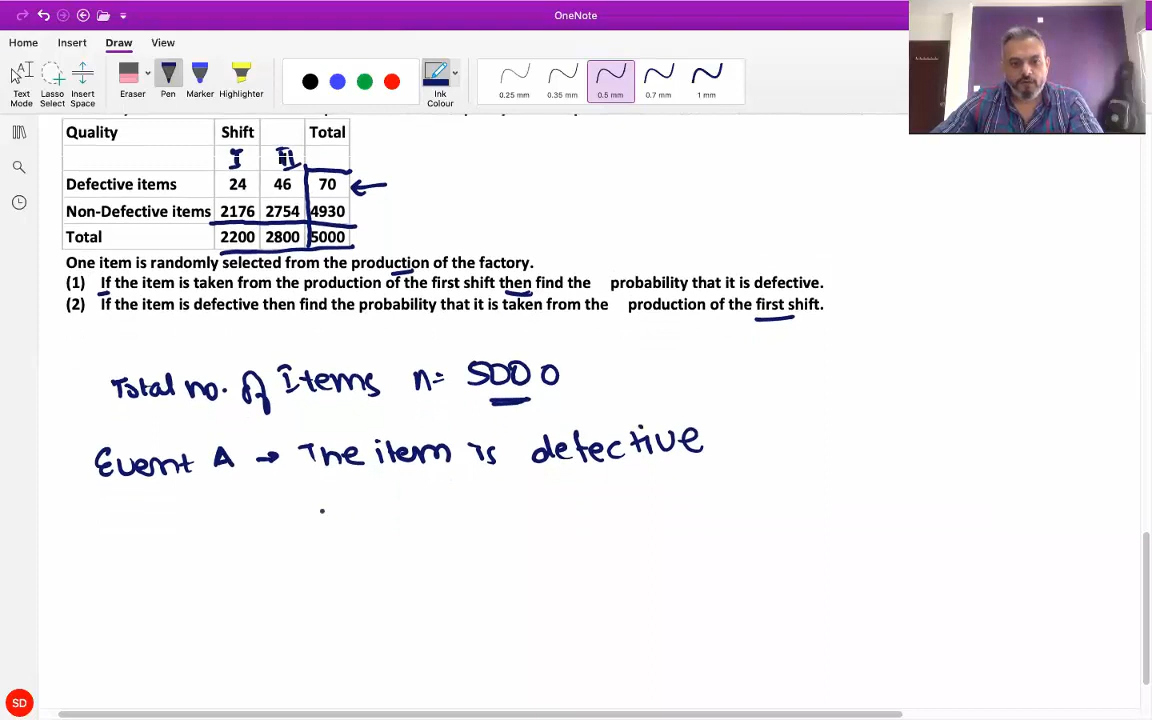 OneNote
Home Insert Draw View
Text Mode
Lasso Select
Insert Space
Eraser
Pen
Marker
Highlighter
Ink Colour
0.25 mm
0.35 mm
0.5 mm
0.7 mm
1 mm
Quality Shift Total
I II
Defective items 24 46 70
Non-Defective items 2176 2754 4930
Total 2200 2800 5000
One item is randomly selected from the production of the factory.
(1) If the item is taken from the production of the first shift then find the probability that it is defective.
(2) If the item is defective then find the probability that it is taken from the production of the first shift.
Total no. of Items n= 5000
Event A → The item is defective
SD